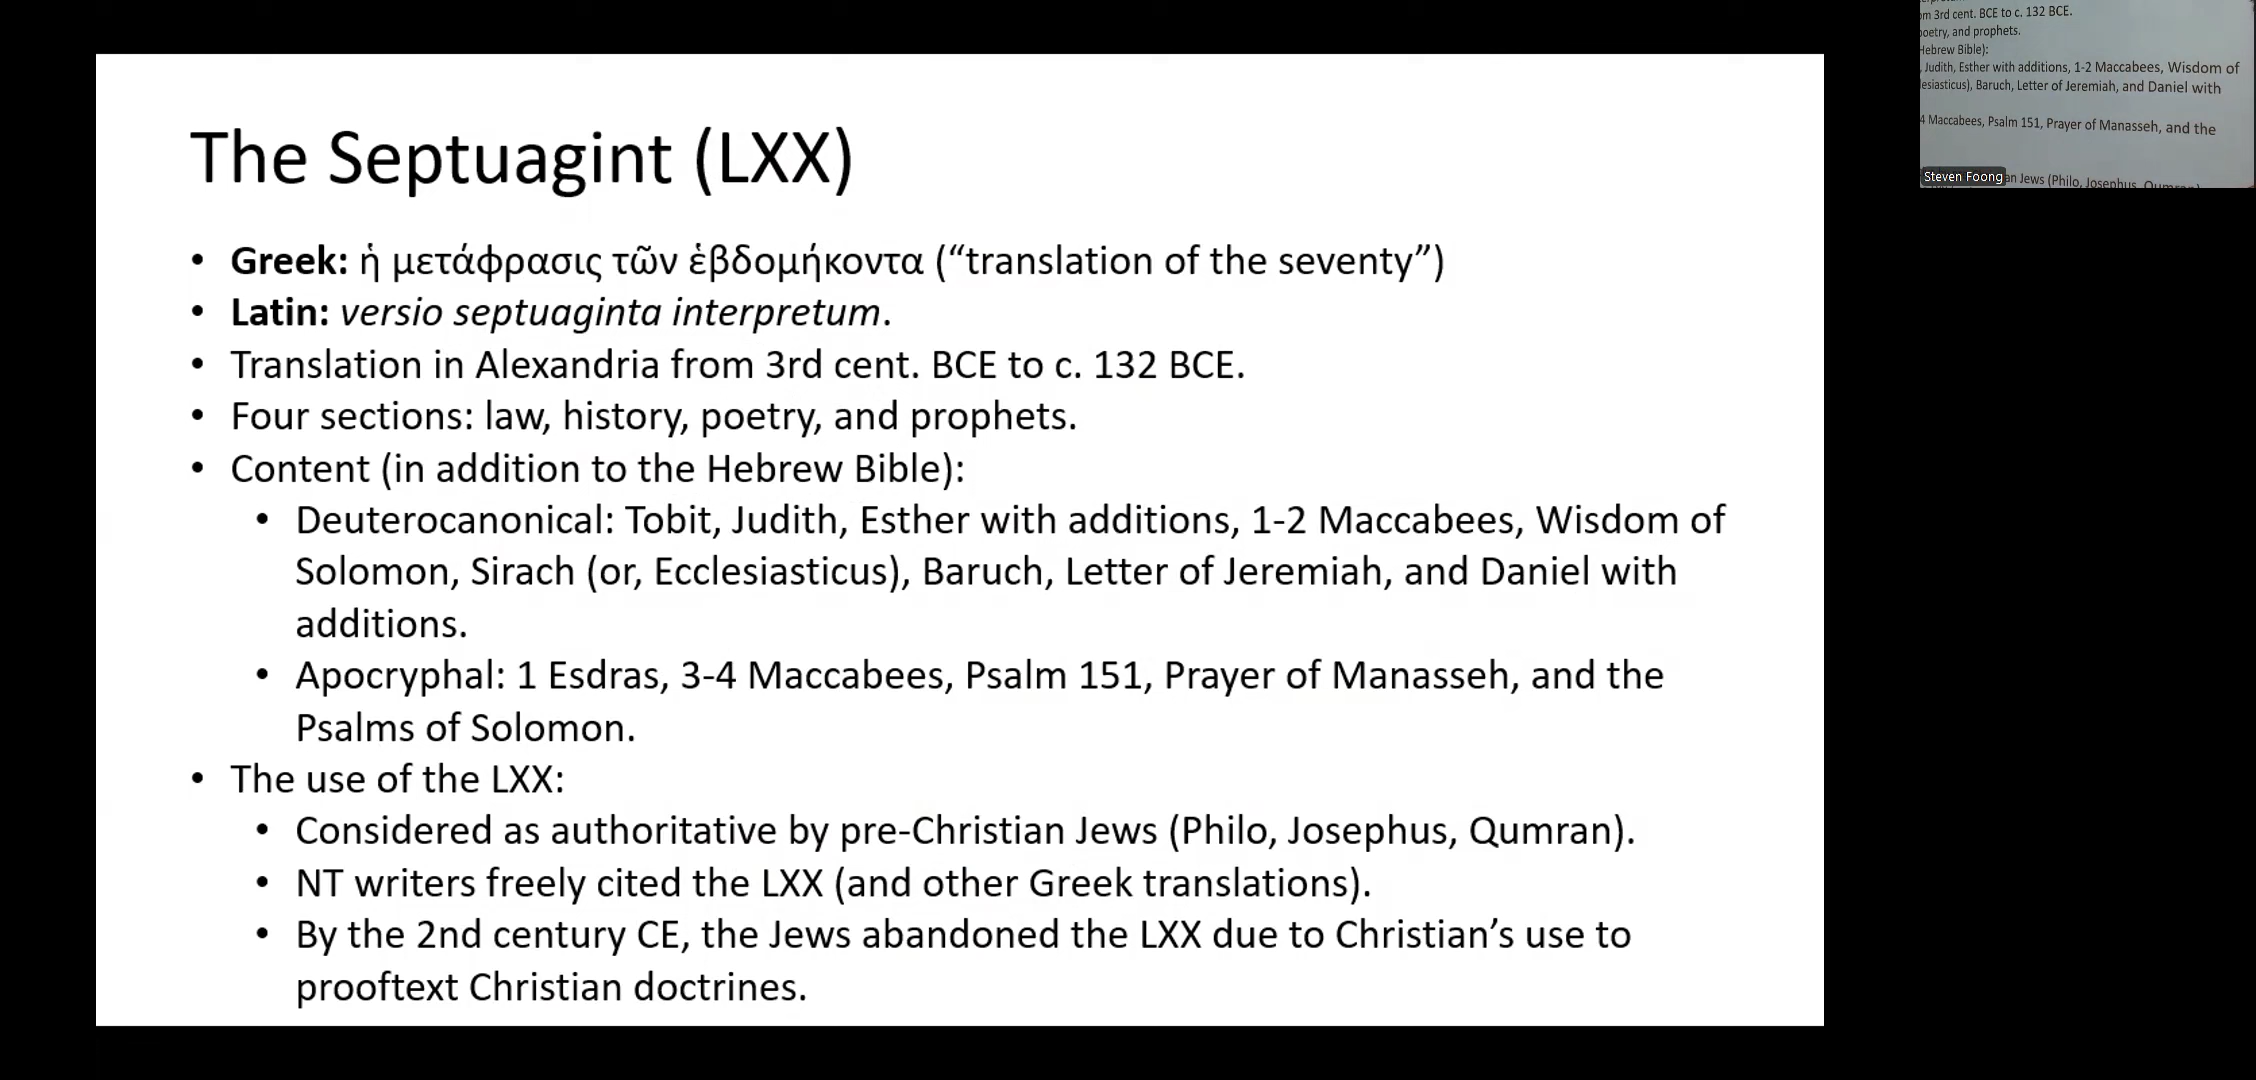 The Septuagint (LXX)
• Greek: ἡ μετάφρασις τῶν ἑβδομήκοντα (“translation of the seventy”)
• Latin: versio septuaginta interpretum.
• Translation in Alexandria from 3rd cent. BCE to c. 132 BCE.
• Four sections: law, history, poetry, and prophets.
• Content (in addition to the Hebrew Bible):
• Deuterocanonical: Tobit, Judith, Esther with additions, 1-2 Maccabees, Wisdom of
Solomon, Sirach (or, Ecclesiasticus), Baruch, Letter of Jeremiah, and Daniel with
additions.
• Apocryphal: 1 Esdras, 3-4 Maccabees, Psalm 151, Prayer of Manasseh, and the
Psalms of Solomon.
• The use of the LXX:
• Considered as authoritative by pre-Christian Jews (Philo, Josephus, Qumran).
• NT writers freely cited the LXX (and other Greek translations).
• By the 2nd century CE, the Jews abandoned the LXX due to Christian’s use to
prooftext Christian doctrines.
3rd cent. BCE to c. 132 BCE.
and prophets.
Bible):
Judith, Esther with additions, 1-2 Maccabees, Wisdom of
Baruch, Letter of Jeremiah, and Daniel with
4 Maccabees, Psalm 151, Prayer of Manasseh, and the
Jews (Philo, Josephus,
Steven Foong